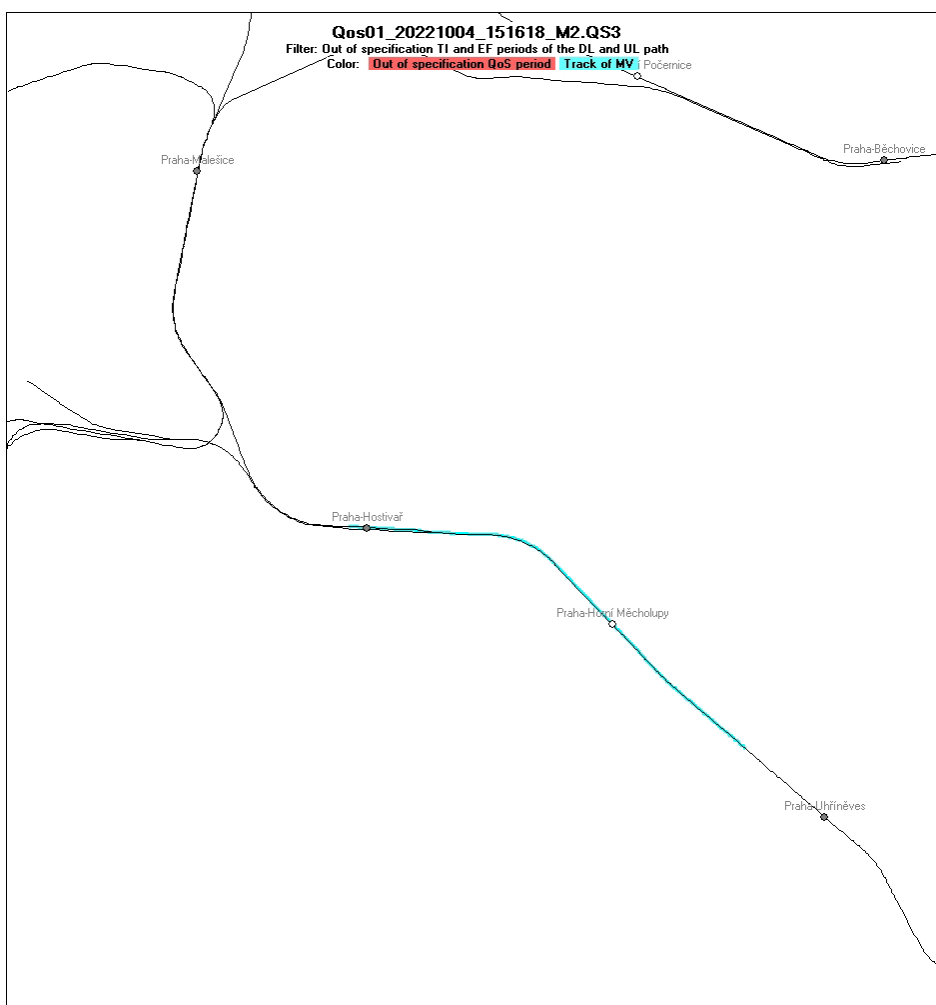 Qos01_20221004_151618_M2.QS3
Filter: Out of specification TI and EF periods of the DL and UL path
Color: Out of specification QoS period Track of MV
Počernice
Praha-Běchovice
Praha-Malešice
Praha-Hostivař
Praha-Horní Měcholupy
Praha-Uhříněves